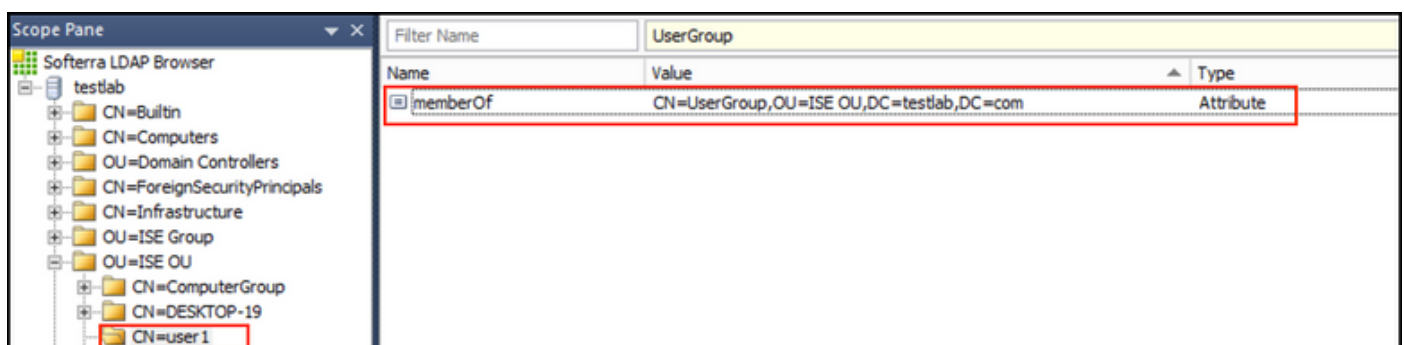 Scope Pane
Filter Name
UserGroup
Softerra LDAP Browser
Name
Value
Type
testlab
memberOf
CN=UserGroup,OU=ISE OU,DC=testlab,DC=com
Attribute
CN=Builtin
CN=Computers
OU=Domain Controllers
CN=ForeignSecurityPrincipals
CN=Infrastructure
OU=ISE Group
OU=ISE OU
CN=ComputerGroup
CN=DESKTOP-19
CN=user1